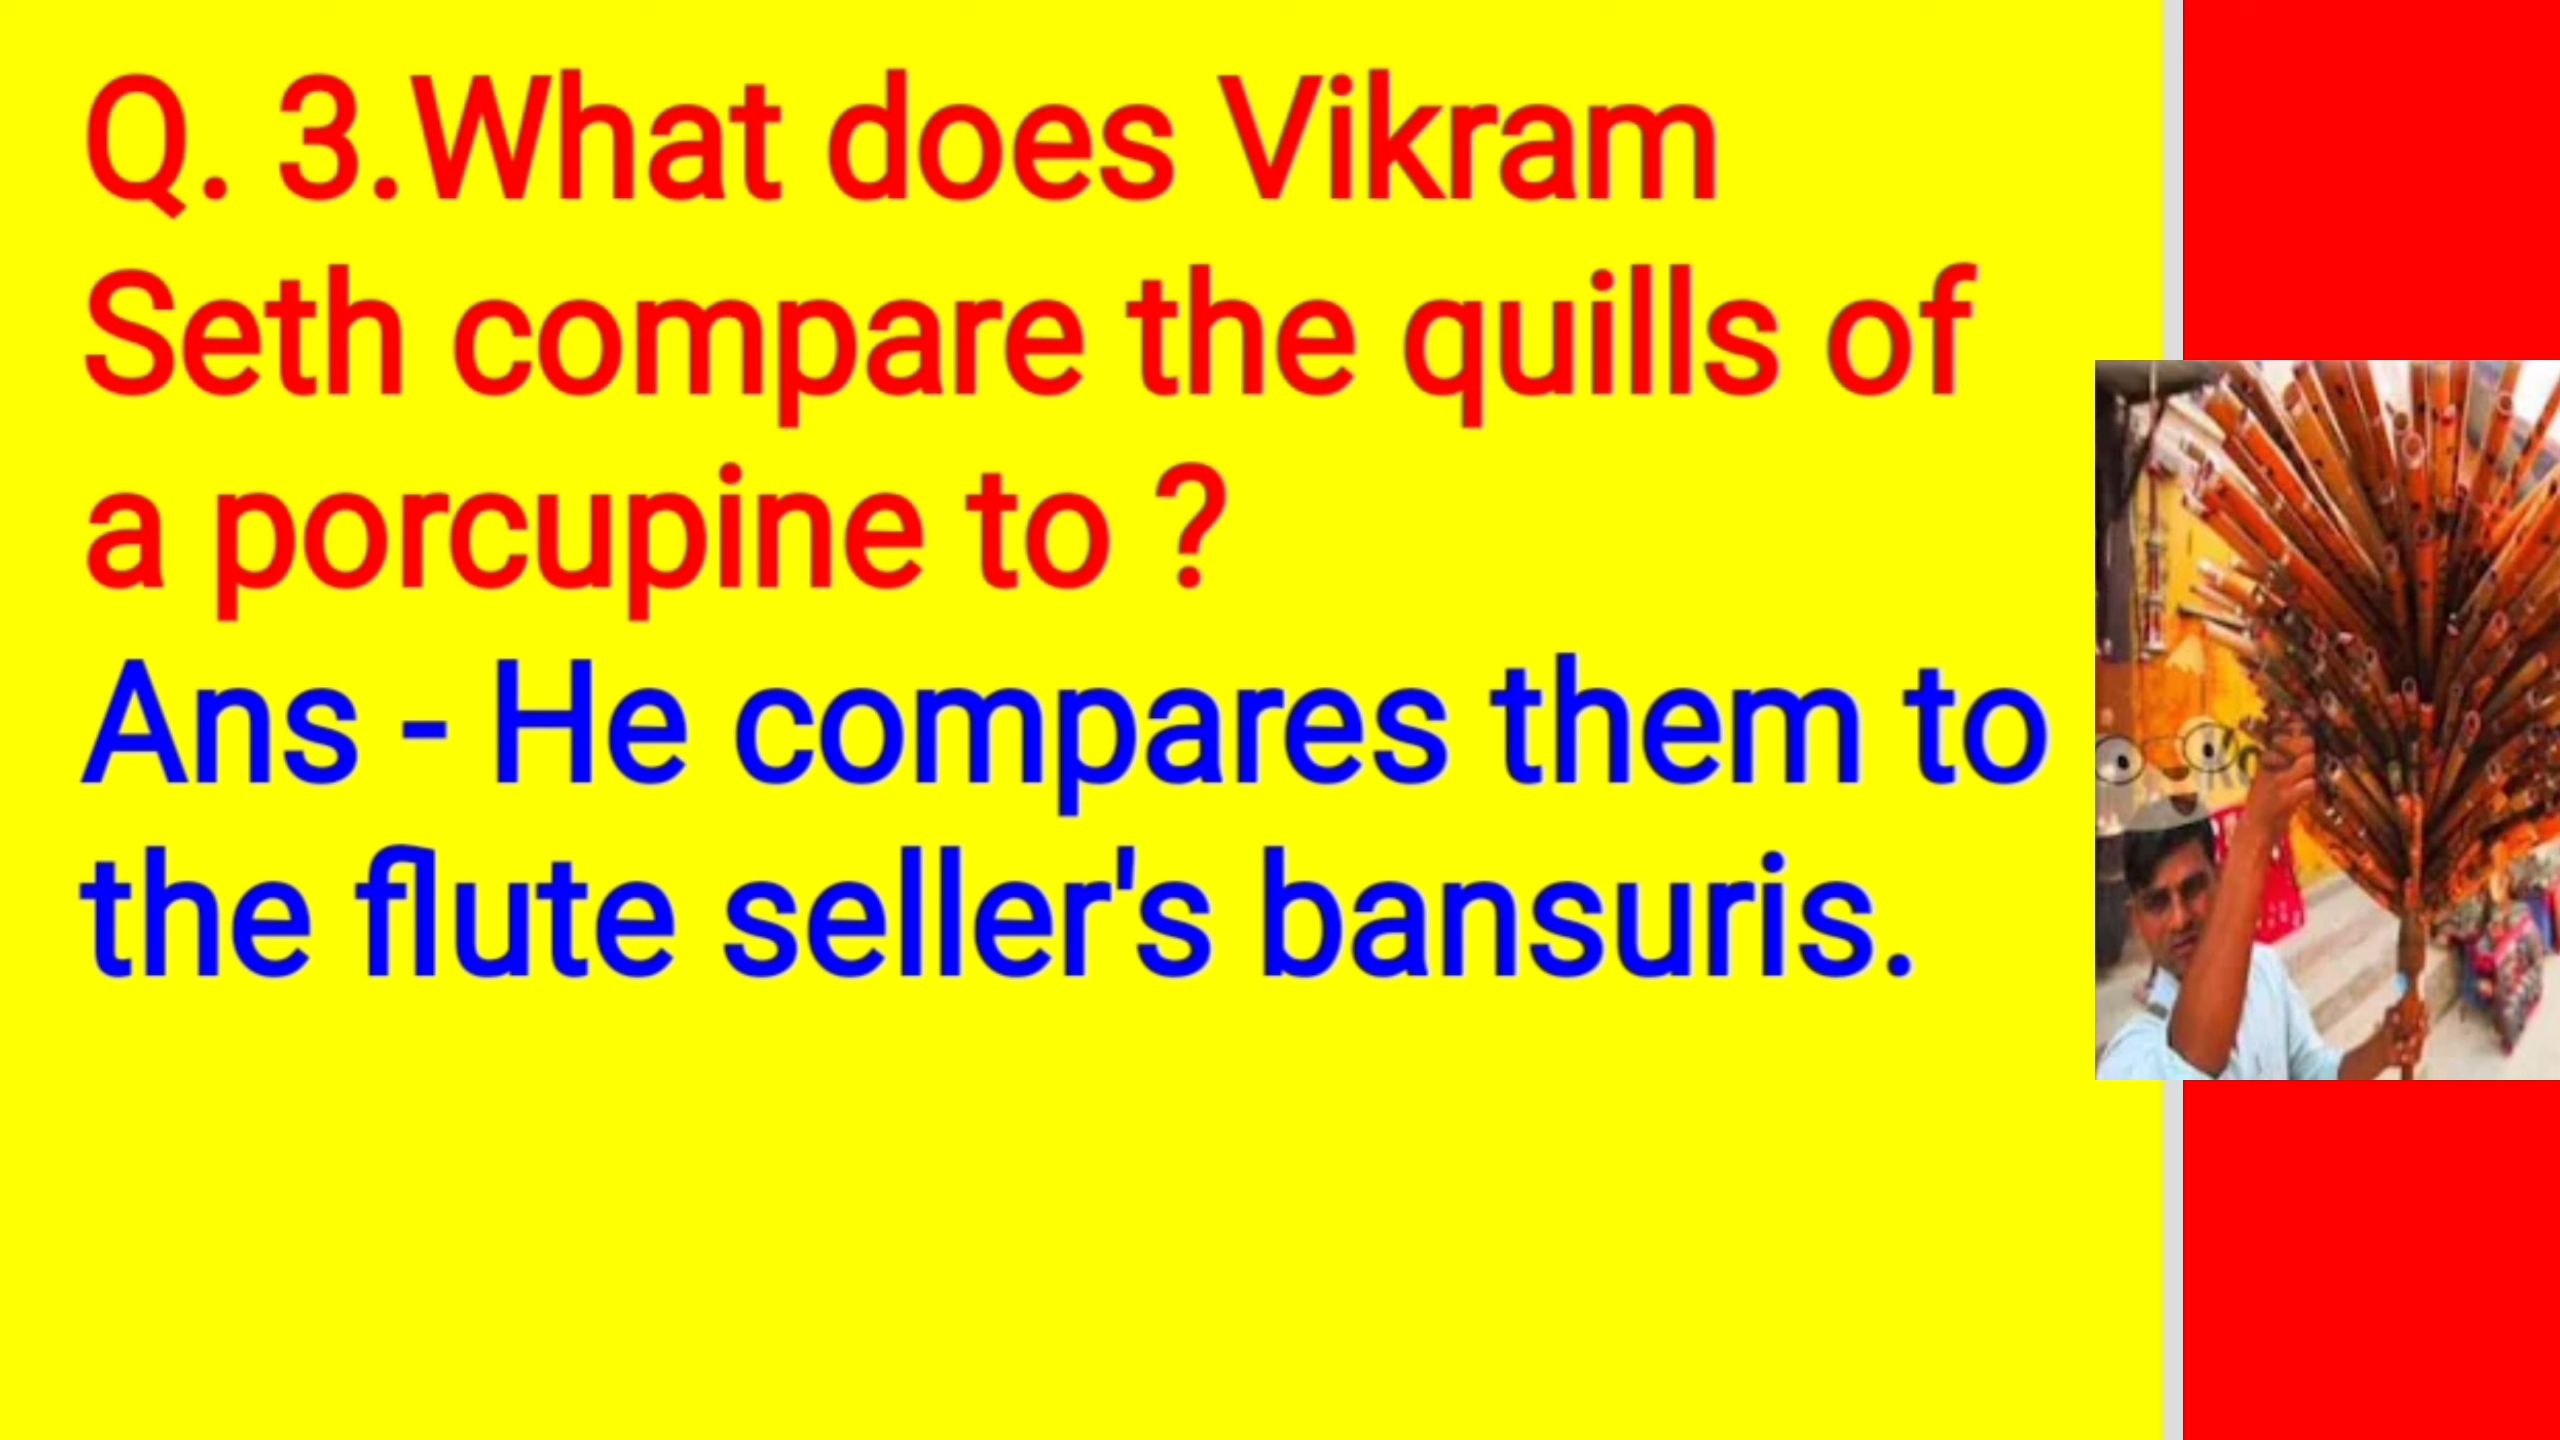 Q. 3.What does Vikram
Seth compare the quills of
a porcupine to ?
Ans - He compares them to
the flute seller's bansuris.